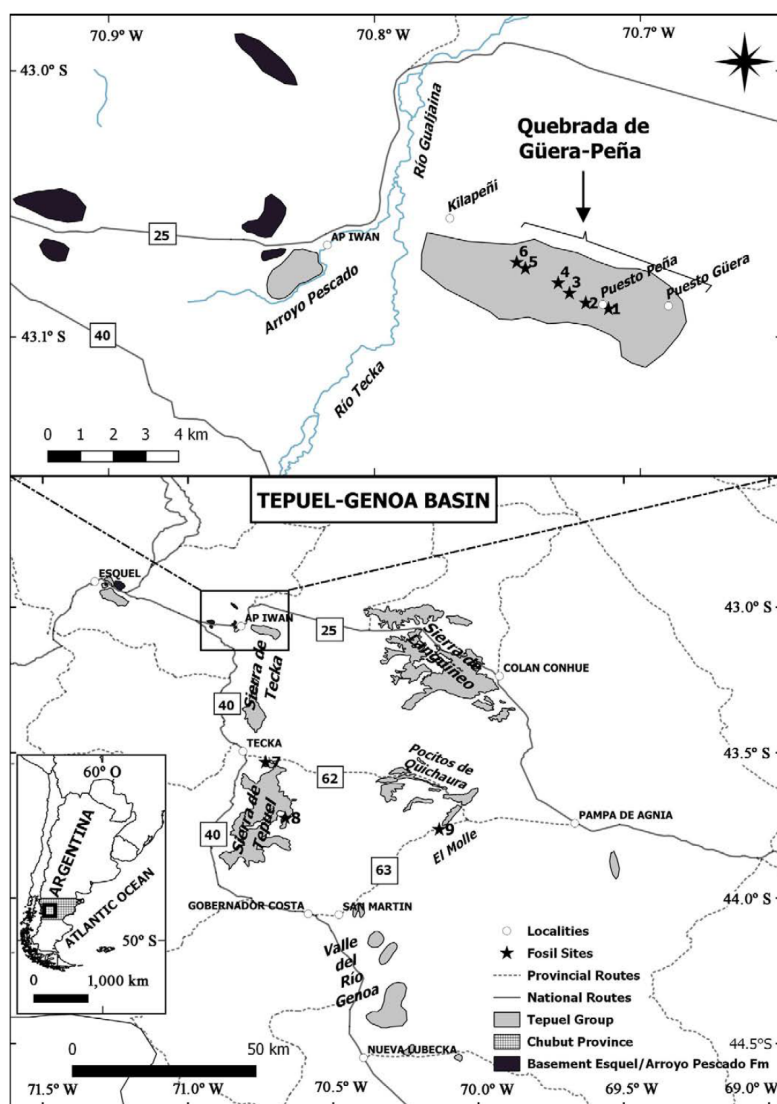 70.9° W
70.8° W
70.7° W
43.0° S
Río Gualjaina
Quebrada de
Güera-Peña
Kilapeñi
25
AP IWAN
6
5
4
3
Puesto Peña
Puesto Güera
2
1
Arroyo Pescado
43.1° S
40
Río Tecka
0 1 2 3 4 km
TEPUEL-GENOA BASIN
ESQUEL
43.0° S
AP IWAN
25
Sierra de
Languiñeo
Sierra de
Tecka
COLAN CONHUE
40
TECKA
43.5° S
7
Pocitos de
Qüichaura
62
60° O
Sierra de
Tepuel
8
PAMPA DE AGNIA
40
9
El Molle
ARGENTINA
63
44.0° S
GOBERNADOR COSTA
SAN MARTIN
ATLANTIC OCEAN
50° S
Valle
del
Río
Genoa
Localities
Fosil Sites
Provincial Routes
National Routes
0 1,000 km
Tepuel Group
Chubut Province
44.5° S
0 50 km
NUEVA LUBECKA
Basement Esquel/Arroyo Pescado Fm
71.5° W
71.0° W
70.5° W
70.0° W
69.5° W
69.0° W